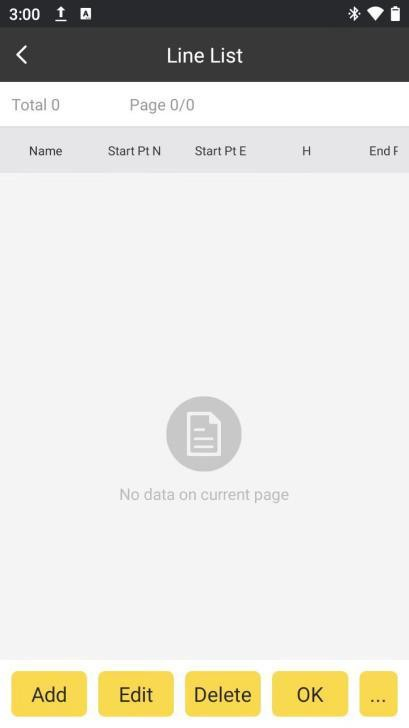 3:00
Line List
Total 0 Page 0/0
Name Start Pt N Start Pt E H End
No data on current page
Add Edit Delete OK ...